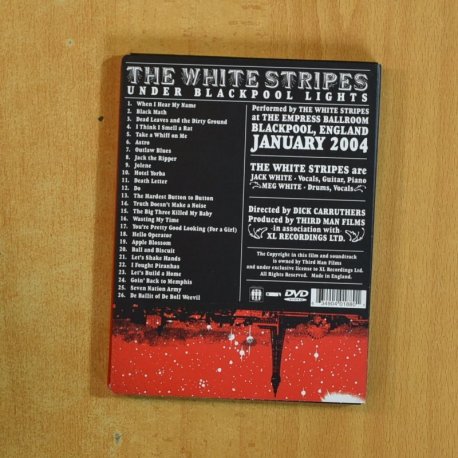 THE WHITE STRIPES
UNDER BLACKPOOL LIGHTS
1. When I Hear My Name
2. Black Math
3. Dead Leaves and the Dirty Ground
4. I Think I Smell a Rat
5. Take a Whiff on Me
6. Astro
7. Outlaw Blues
8. Jack the Ripper
9. Jolene
10. Hotel Yorba
11. Death Letter
12. Do
13. The Hardest Button to Button
14. Truth Doesn't Make a Noise
15. The Big Three Killed My Baby
16. Wasting My Time
17. You're Pretty Good Looking (For a Girl)
18. Hello Operator
19. Apple Blossom
20. Ball and Biscuit
21. Let's Shake Hands
22. I Fought Piranhas
23. Let's Build a Home
24. Goin' Back to Memphis
25. Seven Nation Army
26. De Ballit of De Boll Weevil
Performed by THE WHITE STRIPES
at THE EMPRESS BALLROOM
BLACKPOOL, ENGLAND
JANUARY 2004
THE WHITE STRIPES are
JACK WHITE - Vocals, Guitar, Piano
MEG WHITE - Drums, Vocals
Directed by DICK CARRUTHERS
Produced by THIRD MAN FILMS
in association with
XL RECORDINGS LTD.
The Copyright in this film and soundtrack
is owned by Third Man Films
and under exclusive license to XL Recordings Ltd.
All Rights Reserved. Made in England.
DVD